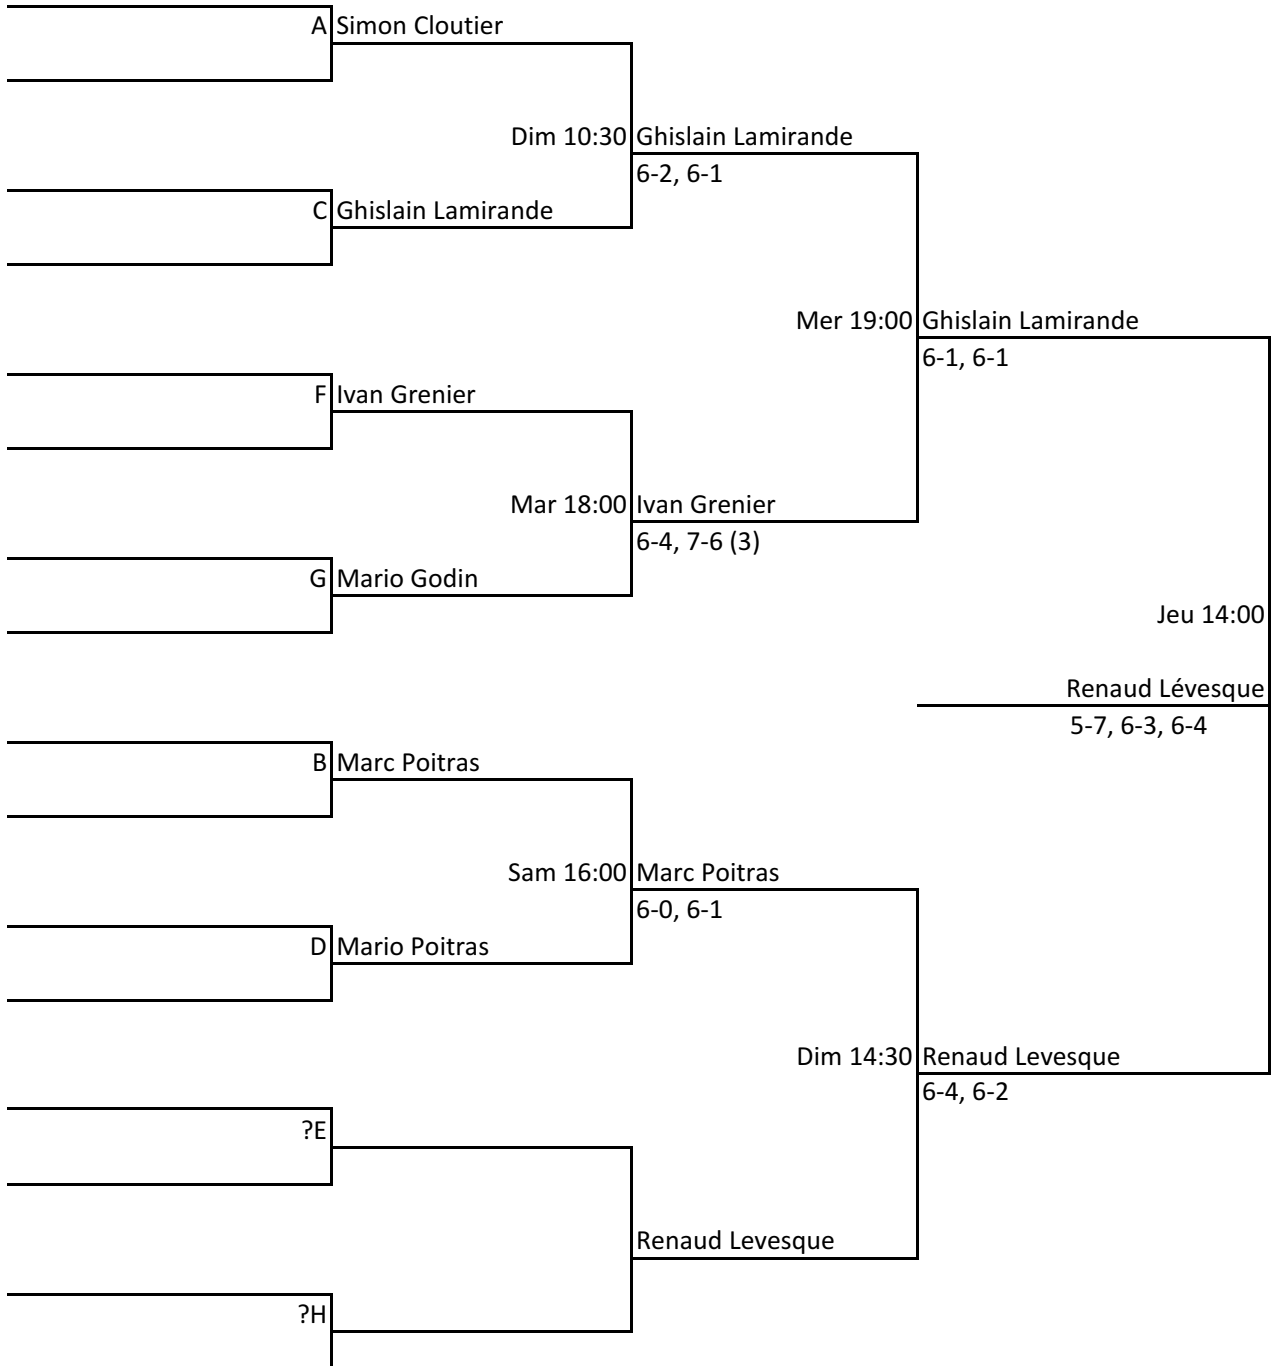 A Simon Cloutier
Dim 10:30 Ghislain Lamirande
6-2, 6-1
C Ghislain Lamirande
Mer 19:00 Ghislain Lamirande
6-1, 6-1
F Ivan Grenier
Mar 18:00 Ivan Grenier
6-4, 7-6 (3)
G Mario Godin
Jeu 14:00
Renaud Lévesque
5-7, 6-3, 6-4
B Marc Poitras
Sam 16:00 Marc Poitras
6-0, 6-1
D Mario Poitras
Dim 14:30 Renaud Levesque
6-4, 6-2
?E
Renaud Levesque
?H